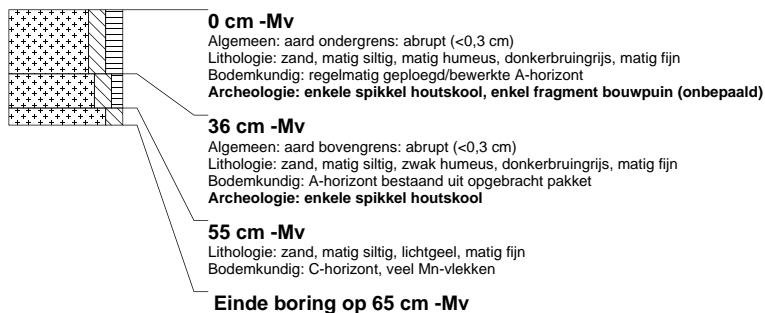 0 cm -Mv
Algemeen: aard ondergrens: abrupt (<0,3 cm)
Lithologie: zand, matig siltig, matig humeus, donkerbruingrijs, matig fijn
Bodemkundig: regelmatig geploegd/bewerkte A-horizont
Archeologie: enkele spikkel houtskool, enkel fragment bouwpuin (onbepaald)
36 cm -Mv
Algemeen: aard bovengrens: abrupt (<0,3 cm)
Lithologie: zand, matig siltig, zwak humeus, donkerbruingrijs, matig fijn
Bodemkundig: A-horizont bestaand uit opgebracht pakket
Archeologie: enkele spikkel houtskool
55 cm -Mv
Lithologie: zand, matig siltig, lichtgeel, matig fijn
Bodemkundig: C-horizont, veel Mn-vlekken
Einde boring op 65 cm -Mv